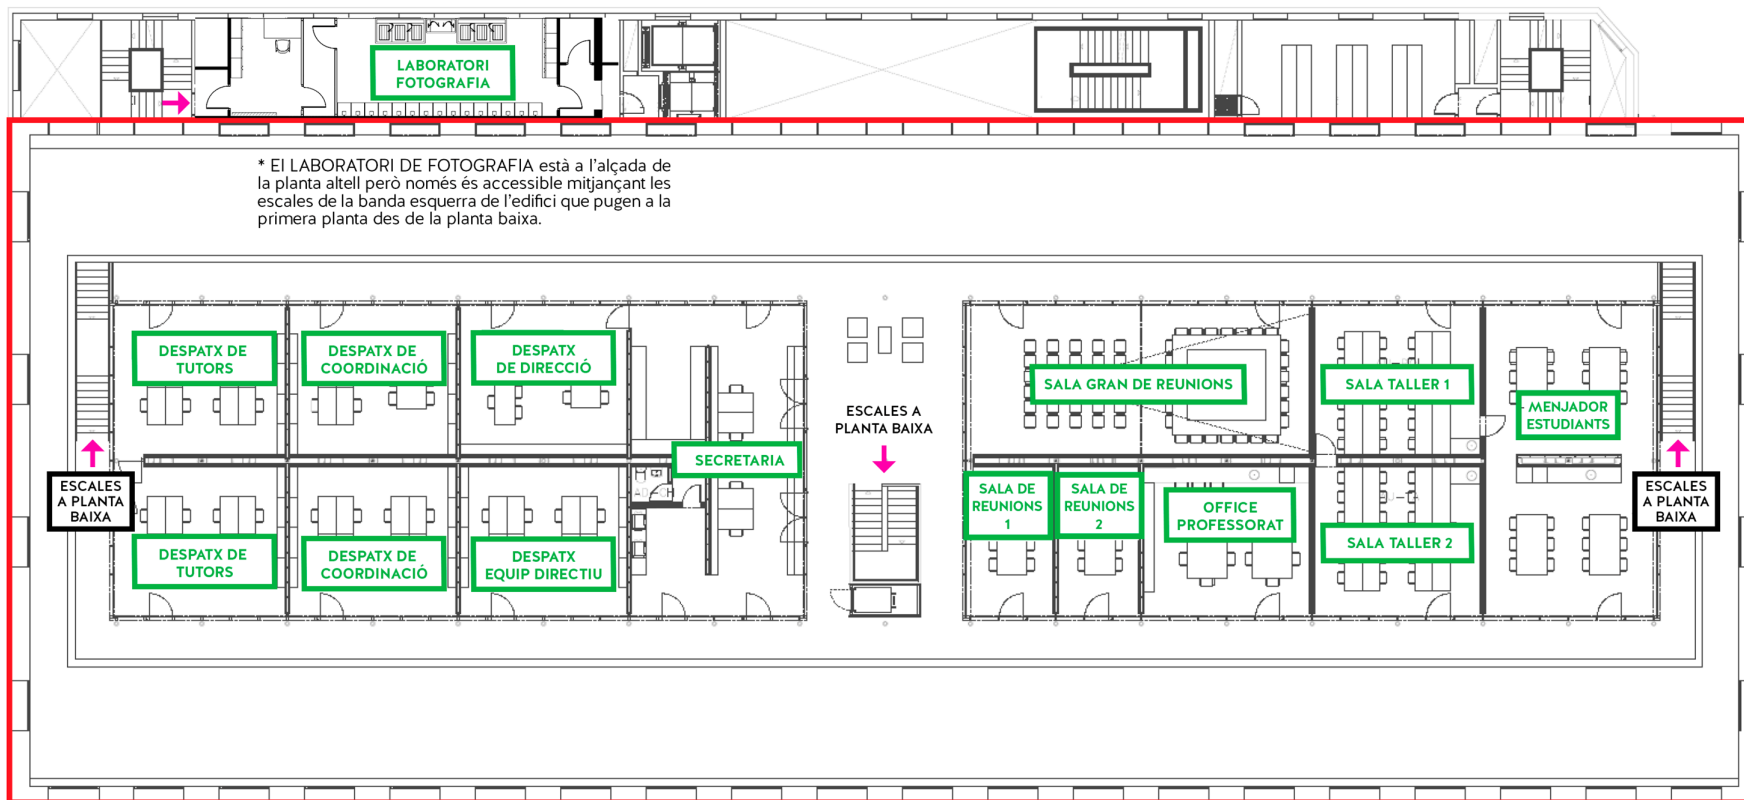 LABORATORI
FOTOGRAFIA
* El LABORATORI DE FOTOGRAFIA està a l'alçada de
la planta altell però només és accessible mitjançant les
escales de la banda esquerra de l'edifici que pugen a la
primera planta des de la planta baixa.
DESPATX DE
TUTORS
DESPATX DE
COORDINACIÓ
DESPATX
DE DIRECCIÓ
SECRETARIA
ESCALES A
PLANTA BAIXA
SALA GRAN DE REUNIONS
SALA TALLER 1
MENJADOR
ESTUDIANTS
ESCALES
A PLANTA
BAIXA
DESPATX DE
TUTORS
DESPATX DE
COORDINACIÓ
DESPATX
EQUIP DIRECTIU
SALA DE
REUNIONS
1
SALA DE
REUNIONS
2
OFFICE
PROFESSORAT
SALA TALLER 2
ESCALES
A PLANTA
BAIXA